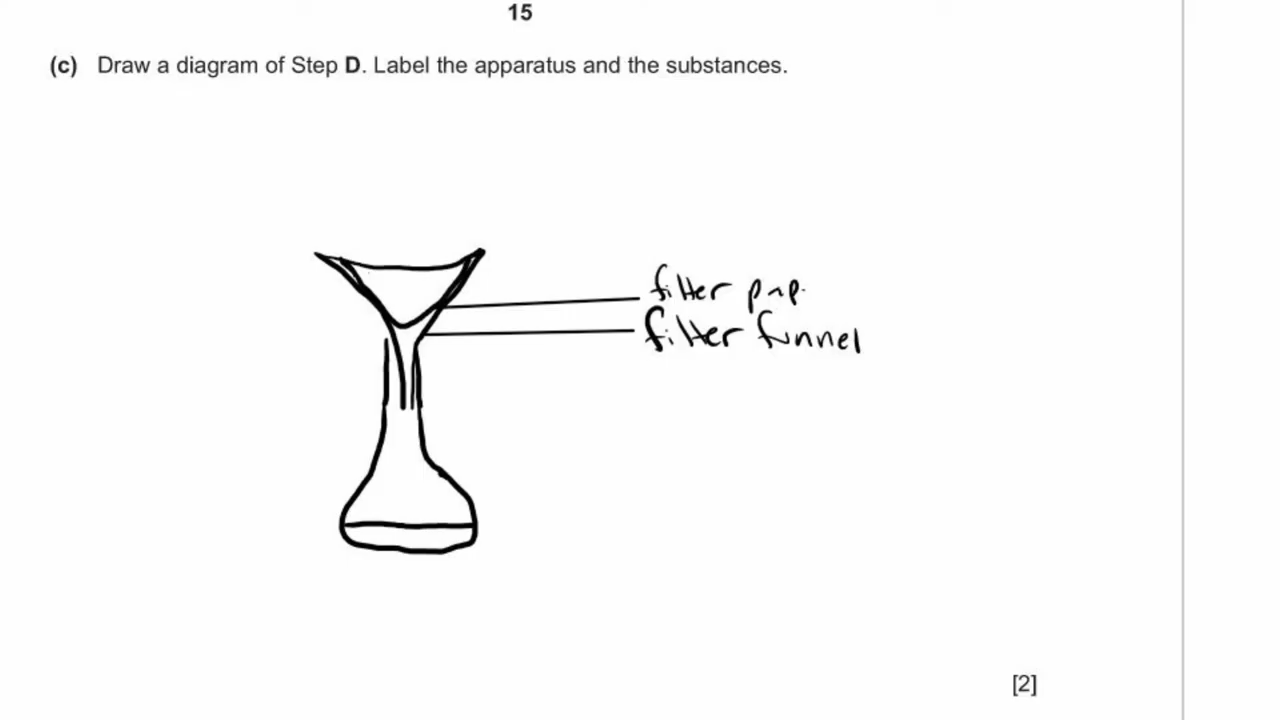 15
(c) Draw a diagram of Step D. Label the apparatus and the substances.
filter pap.
filter funnel
[2]